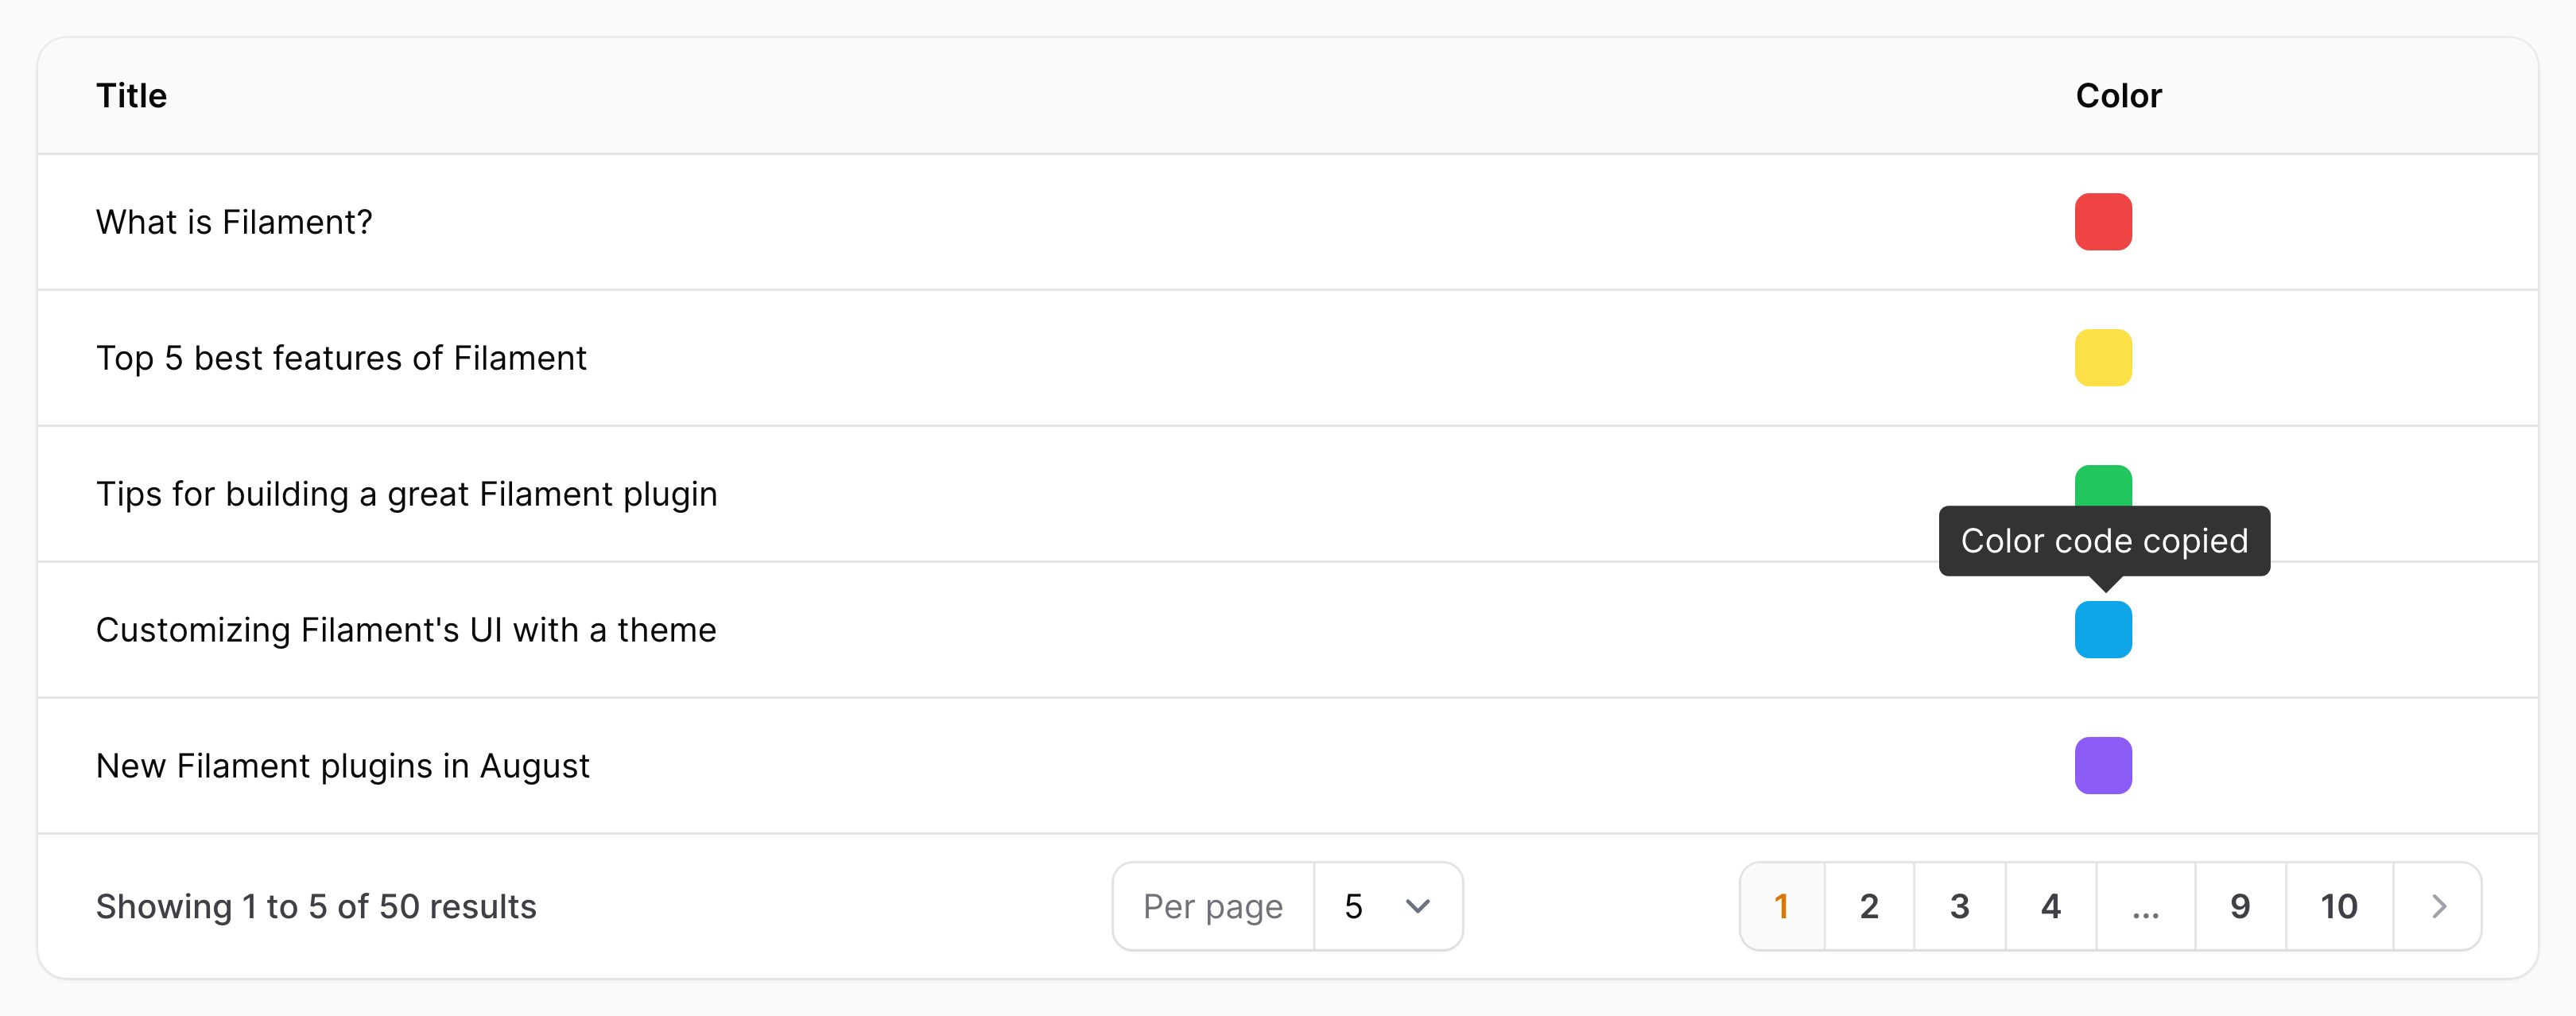 Title Color
What is Filament?
Top 5 best features of Filament
Tips for building a great Filament plugin
Color code copied
Customizing Filament's UI with a theme
New Filament plugins in August
Showing 1 to 5 of 50 results Per page 5 1 2 3 4 ... 9 10